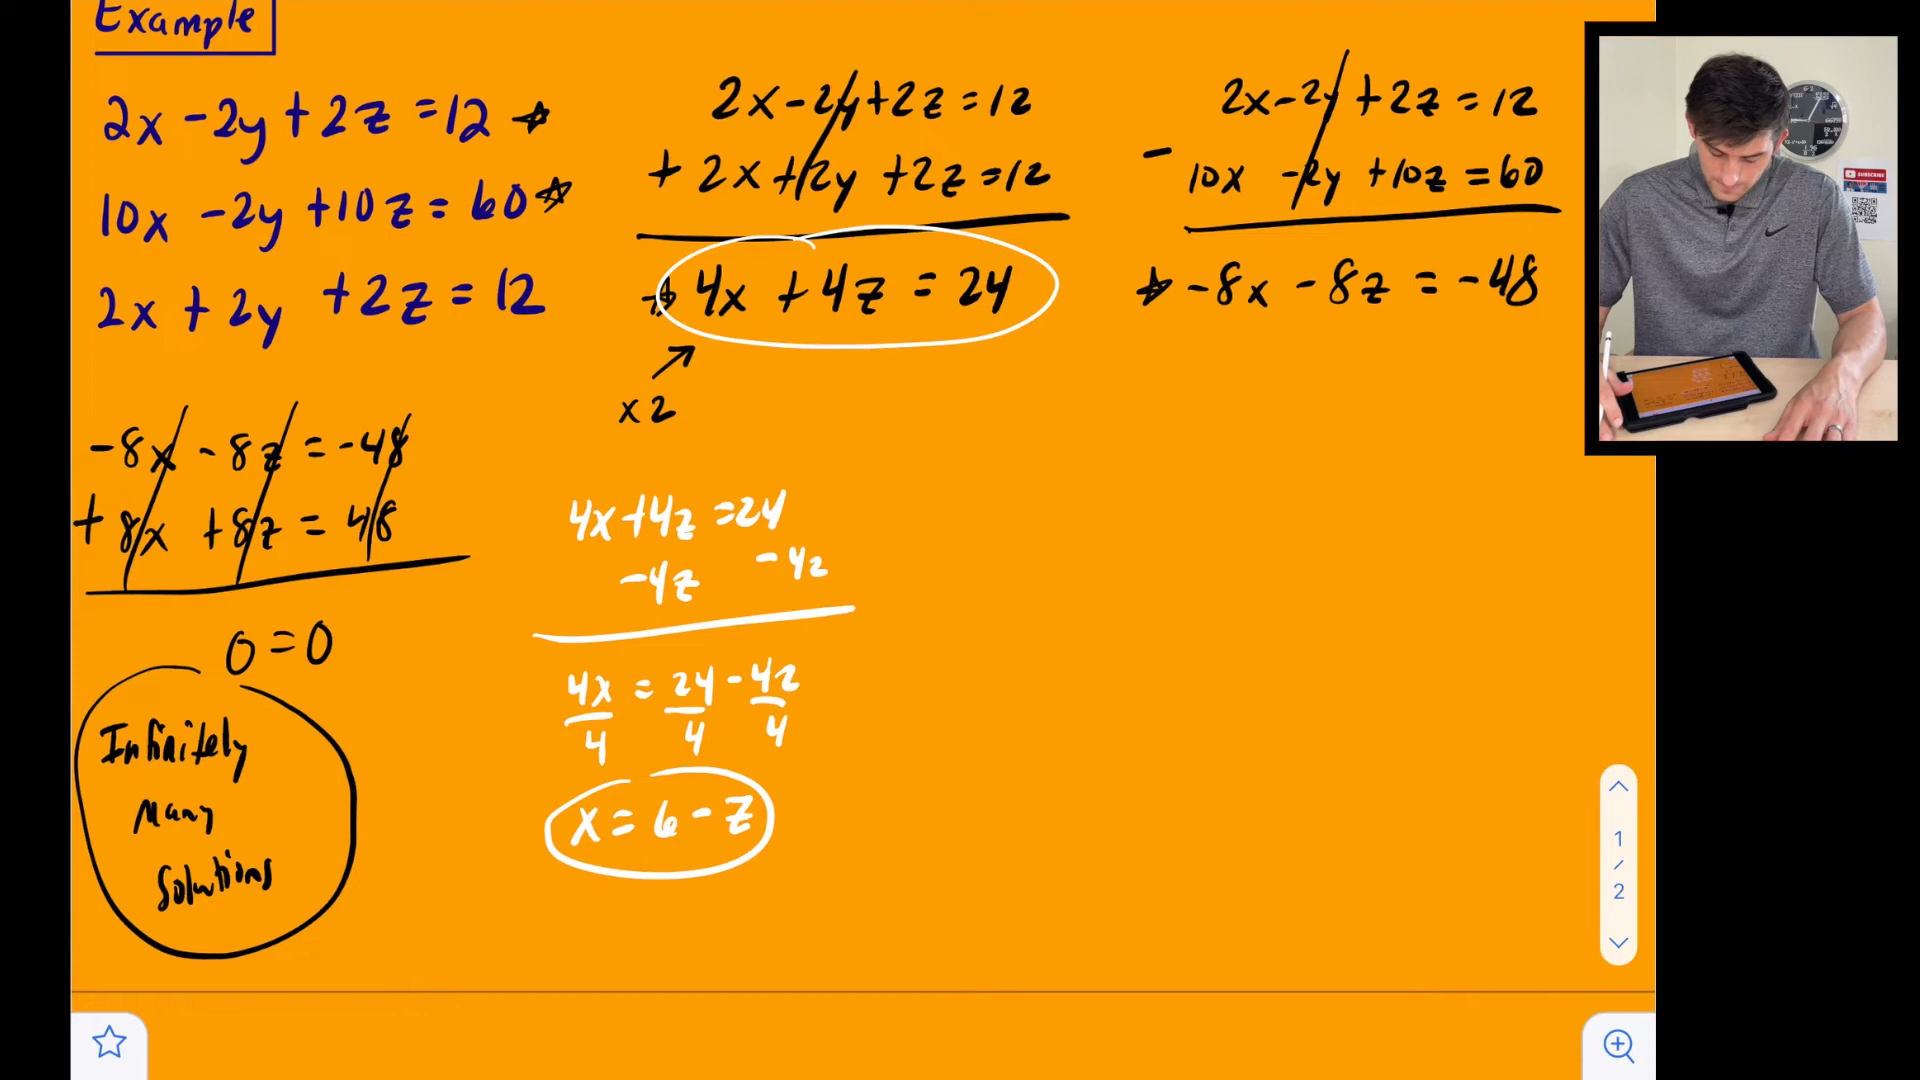 Example
2x - 2y + 2z = 12 ☆
10x - 2y + 10z = 60 ☆
2x + 2y + 2z = 12
2x - 2y + 2z = 12
+ 2x + 2y + 2z = 12
☆ 4x + 4z = 24
x 2
2x - 2y + 2z = 12
- 10x - 2y + 10z = 60
☆ -8x - 8z = -48
-8x - 8z = -48
+ 8x + 8z = 48
0 = 0
Infinitely
Many
Solutions
4x + 4z = 24
-4z -4z
4x = 24 - 4z
4 4 4
x = 6 - z
SUBSCRIBE
1
/
2